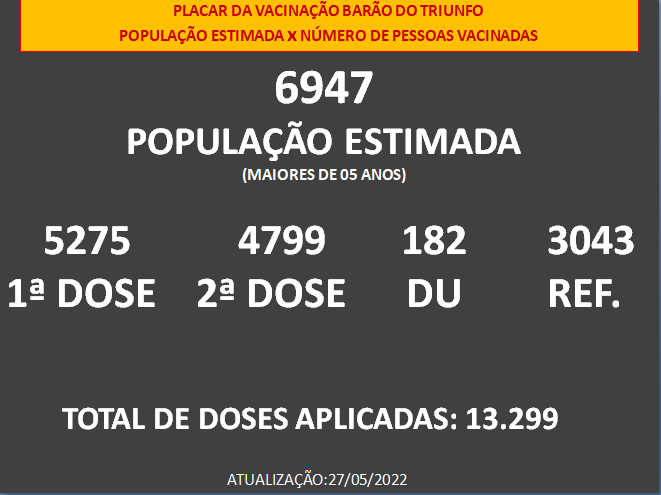 PLACAR DA VACINAÇÃO BARÃO DO TRIUNFO
POPULAÇÃO ESTIMADA x NÚMERO DE PESSOAS VACINADAS
6947
POPULAÇÃO ESTIMADA
(MAIORES DE 05 ANOS)
5275 4799 182 3043
1ª DOSE 2ª DOSE DU REF.
TOTAL DE DOSES APLICADAS: 13.299
ATUALIZAÇÃO:27/05/2022